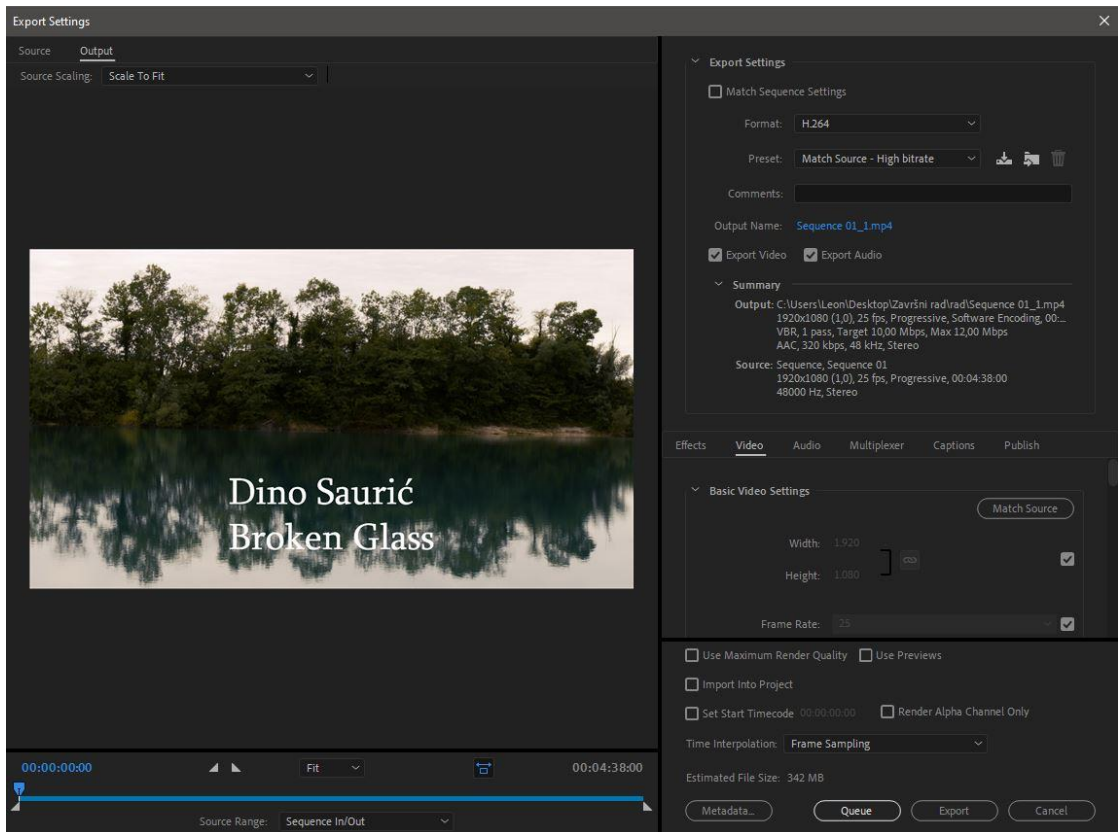 Export Settings
Source Output
Source Scaling: Scale To Fit
Dino Saurić
Broken Glass
00:00:00:00 Fit 00:04:38:00
Source Range: Sequence In/Out
Export Settings
Match Sequence Settings
Format: H.264
Preset: Match Source - High bitrate
Comments:
Output Name: Sequence 01_1.mp4
Export Video Export Audio
Summary
Output: C:\Users\Leon\Desktop\Završni rad\rad\Sequence 01_1.mp4
1920x1080 (1,0), 25 fps, Progressive, Software Encoding, 00:...
VBR, 1 pass, Target 10,00 Mbps, Max 12,00 Mbps
AAC, 320 kbps, 48 kHz, Stereo
Source: Sequence, Sequence 01
1920x1080 (1,0), 25 fps, Progressive, 00:04:38:00
48000 Hz, Stereo
Effects Video Audio Multiplexer Captions Publish
Basic Video Settings
Match Source
Width: 1.920
Height: 1.080
Frame Rate: 25
Use Maximum Render Quality Use Previews
Import Into Project
Set Start Timecode 00:00:00:00 Render Alpha Channel Only
Time Interpolation: Frame Sampling
Estimated File Size: 342 MB
Metadata... Queue Export Cancel